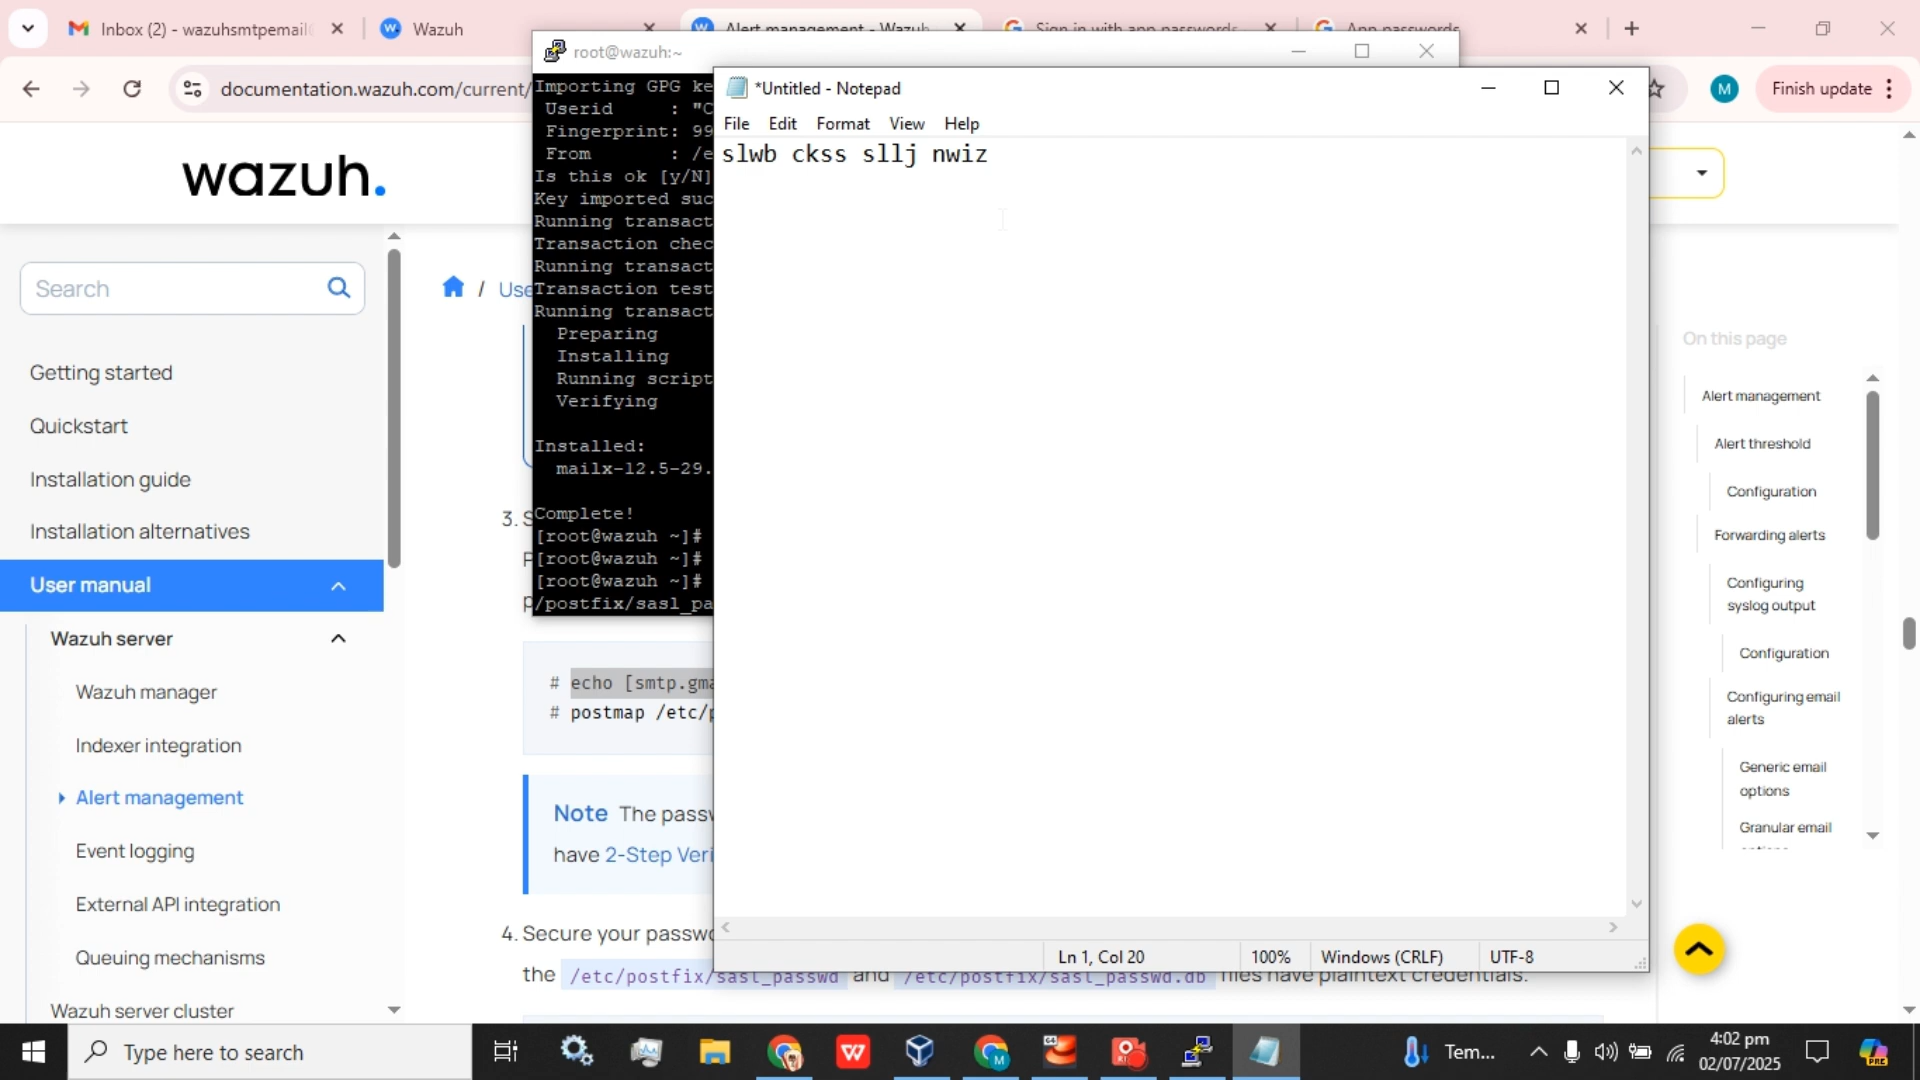 Inbox (2) - wazuhsmtpemail
Wazuh
Alert management - Wazuh
Sign in with app passwords
App passwords
documentation.wazuh.com/current/
M
Finish update
root@wazuh:~
Importing GPG ke
Userid     : "C
Fingerprint: 99
From       : /e
Is this ok [y/N]
Key imported suc
Running transact
Transaction chec
Running transact
Transaction test
Running transact
Preparing
Installing
Running script
Verifying
Installed:
mailx-12.5-29.
Complete!
[root@wazuh ~]#
[root@wazuh ~]#
[root@wazuh ~]#
/postfix/sasl_pa
*Untitled - Notepad
File Edit Format View Help
slwb ckss sllj nwiz
Ln 1, Col 20
100%
Windows (CRLF)
UTF-8
wazuh.
Search
Getting started
Quickstart
Installation guide
Installation alternatives
User manual
Wazuh server
Wazuh manager
Indexer integration
Alert management
Event logging
External API integration
Queuing mechanisms
Wazuh server cluster
/ Use
3. S
# echo [smtp.gma
# postmap /etc/p
Note The passw
have 2-Step Veri
4. Secure your passwo
the /etc/postfix/sasl_passwd and /etc/postfix/sasl_passwd.db files have plaintext credentials.
On this page
Alert management
Alert threshold
Configuration
Forwarding alerts
Configuring
syslog output
Configuration
Configuring email
alerts
Generic email
options
Granular email
Type here to search
Tem...
4:02 pm
02/07/2025